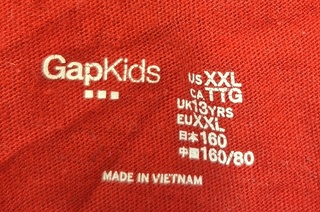 GapKids
US XXL
CA TTG
UK 13YRS
EU XXL
日本 160
中国 160/80
MADE IN VIETNAM